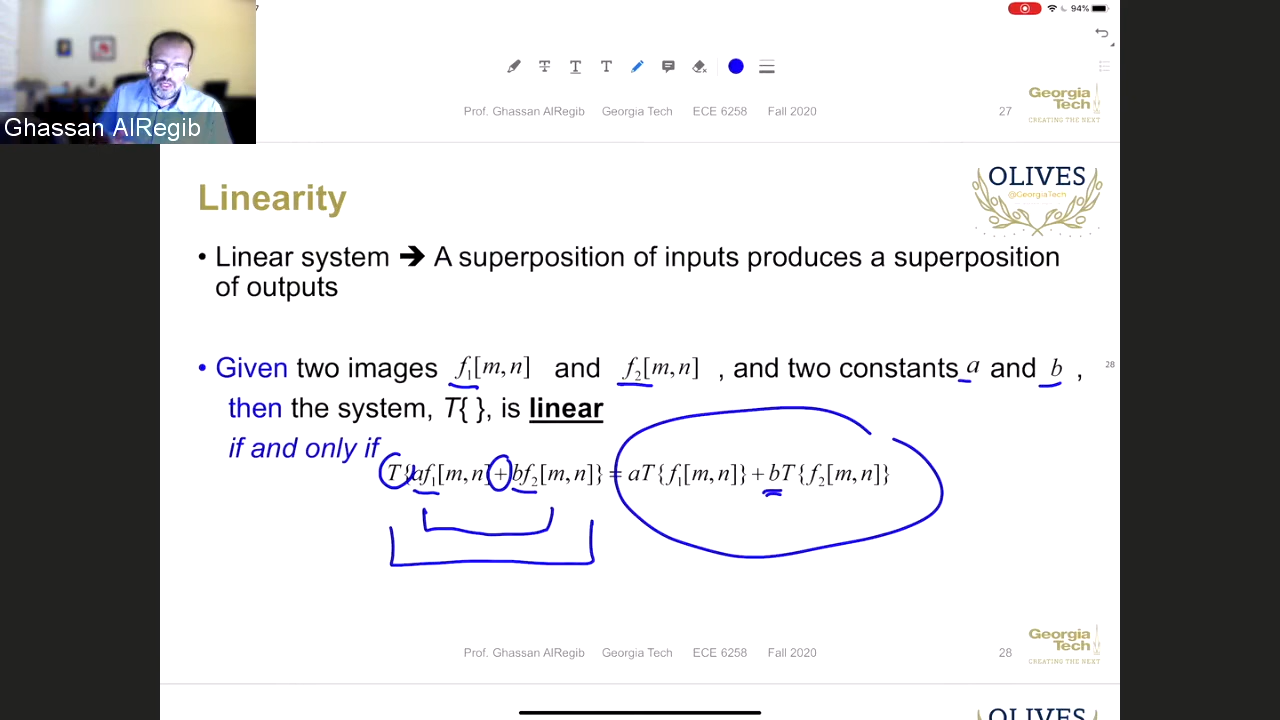 94%
T T T
Prof. Ghassan AlRegib Georgia Tech ECE 6258 Fall 2020 27
Georgia
Tech
CREATING THE NEXT
Ghassan AlRegib
OLIVES
@GeorgiaTech
Linearity
• Linear system ➔ A superposition of inputs produces a superposition
of outputs
• Given two images f₁[m,n] and f₂[m,n] , and two constants a and b ,
28
then the system, T{ }, is linear
if and only if
T{af₁[m,n]+bf₂[m,n]} = aT{f₁[m,n]}+bT{f₂[m,n]}
Prof. Ghassan AlRegib Georgia Tech ECE 6258 Fall 2020 28
Georgia
Tech
CREATING THE NEXT
OLIVES